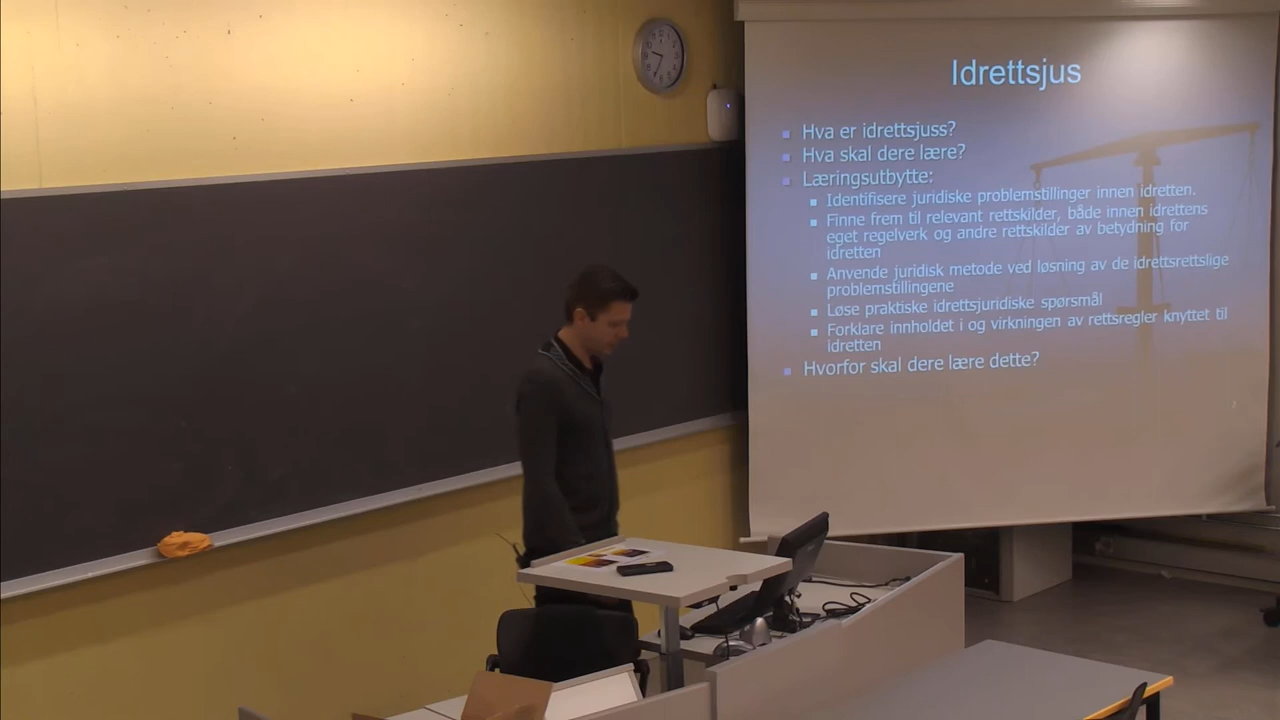 Idrettsjus
Hva er idrettsjuss?
Hva skal dere lære?
Læringsutbytte:
Identifisere juridiske problemstillinger innen idretten.
Finne frem til relevant rettskilder, både innen idrettens
eget regelverk og andre rettskilder av betydning for
idretten
Anvende juridisk metode ved løsning av de idrettsrettslige
problemstillingene
Løse praktiske idrettsjuridiske spørsmål
Forklare innholdet i og virkningen av rettsregler knyttet til
idretten
Hvorfor skal dere lære dette?